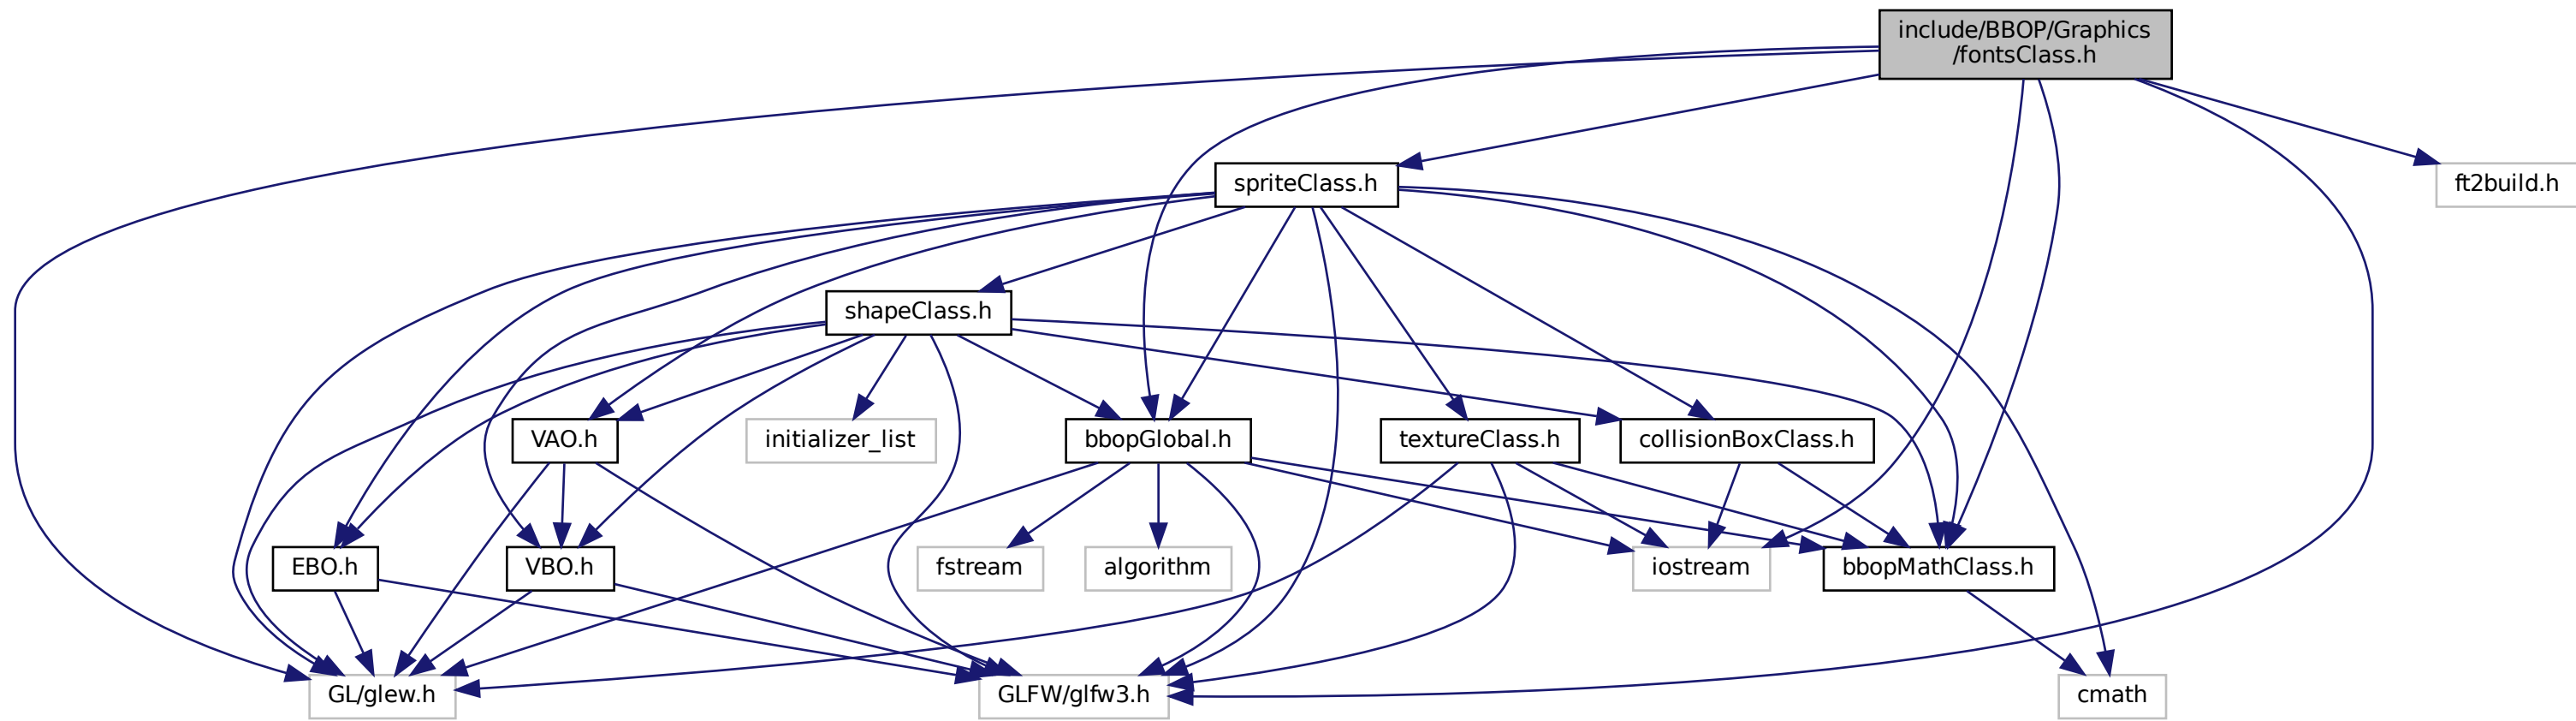 include/BBOP/Graphics
/fontsClass.h
spriteClass.h
ft2build.h
shapeClass.h
VAO.h
initializer_list
bbopGlobal.h
textureClass.h
collisionBoxClass.h
EBO.h
VBO.h
fstream
algorithm
iostream
bbopMathClass.h
GL/glew.h
GLFW/glfw3.h
cmath